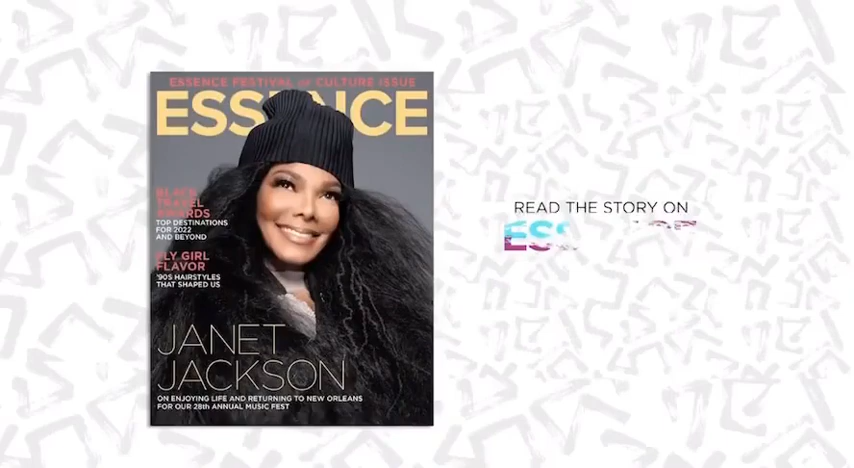 ESSENCE FESTIVAL OF CULTURE ISSUE
ESSENCE
BLACK
TRAVEL
AWARDS
TOP DESTINATIONS
FOR 2022
AND BEYOND
FLY GIRL
FLAVOR
'90S HAIRSTYLES
THAT SHAPED US
JANET
JACKSON
ON ENJOYING LIFE AND RETURNING TO NEW ORLEANS
FOR OUR 28th ANNUAL MUSIC FEST
READ THE STORY ON